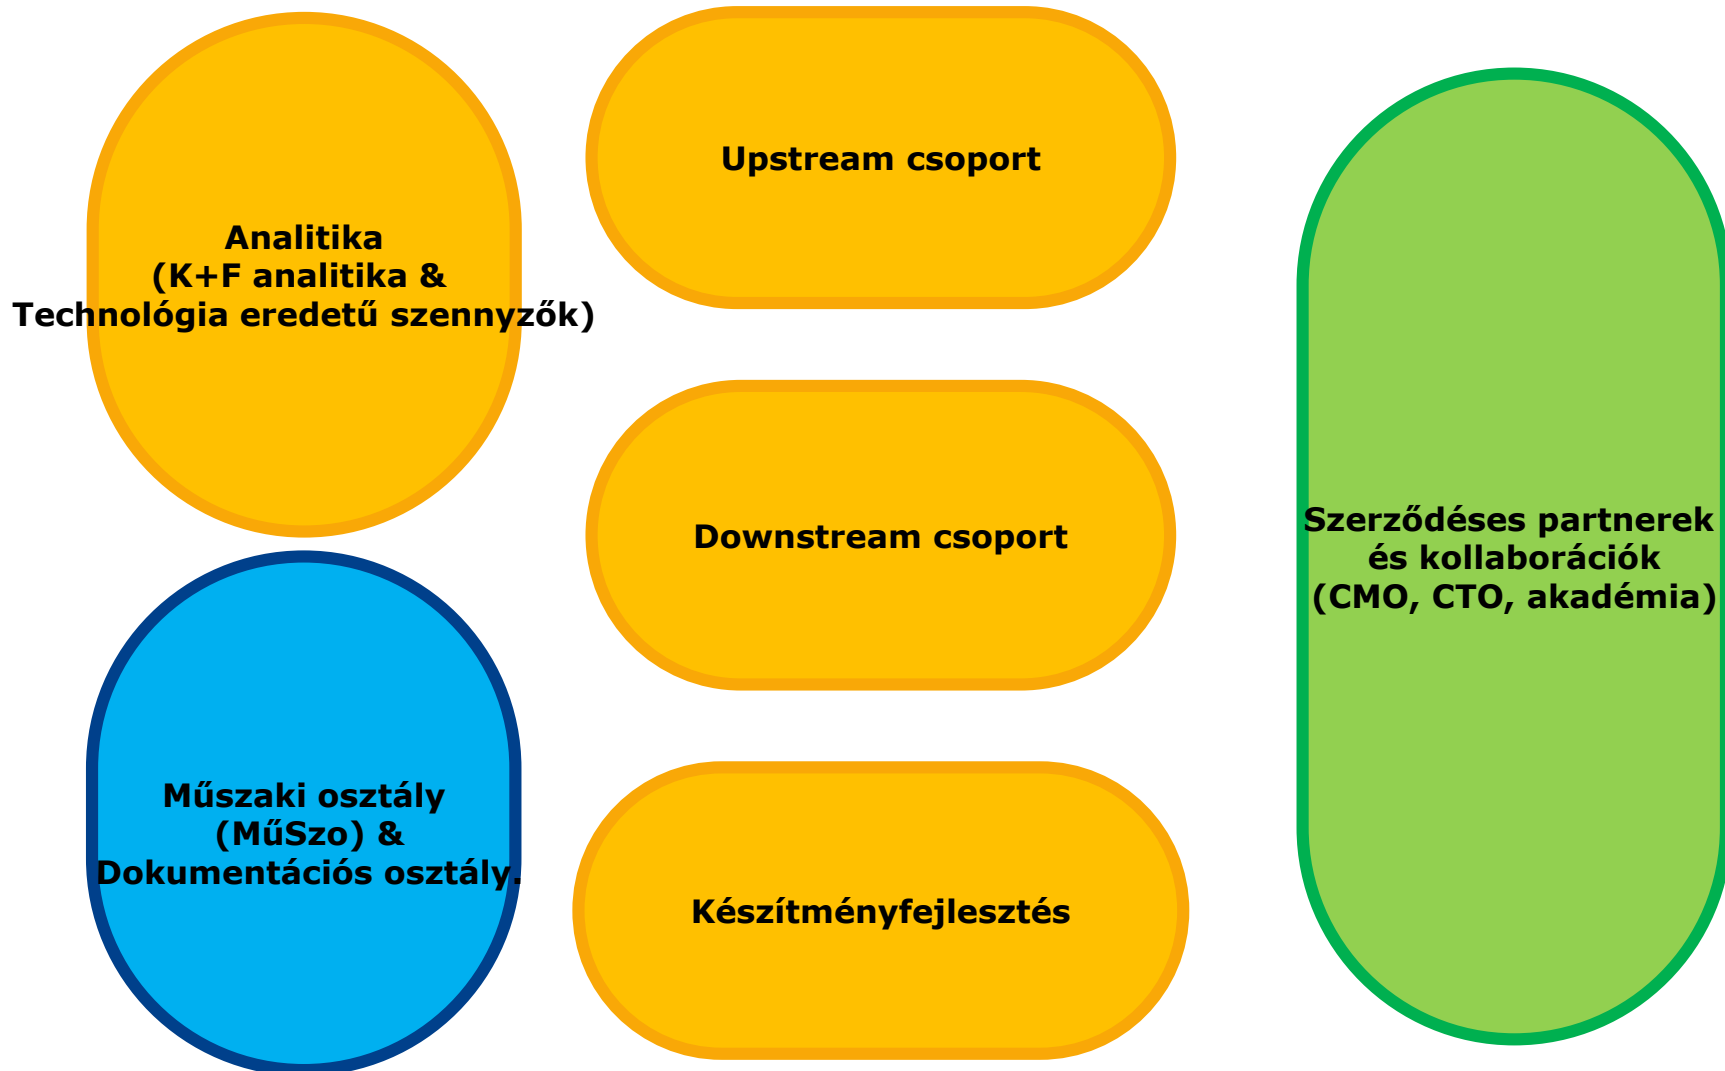 Analitika
(K+F analitika &
Technológia eredetű szennyzők)
Műszaki osztály
(MűSzo) &
Dokumentációs osztály.
Upstream csoport
Downstream csoport
Készítményfejlesztés
Szerződéses partnerek
és kollaborációk
(CMO, CTO, akadémia)